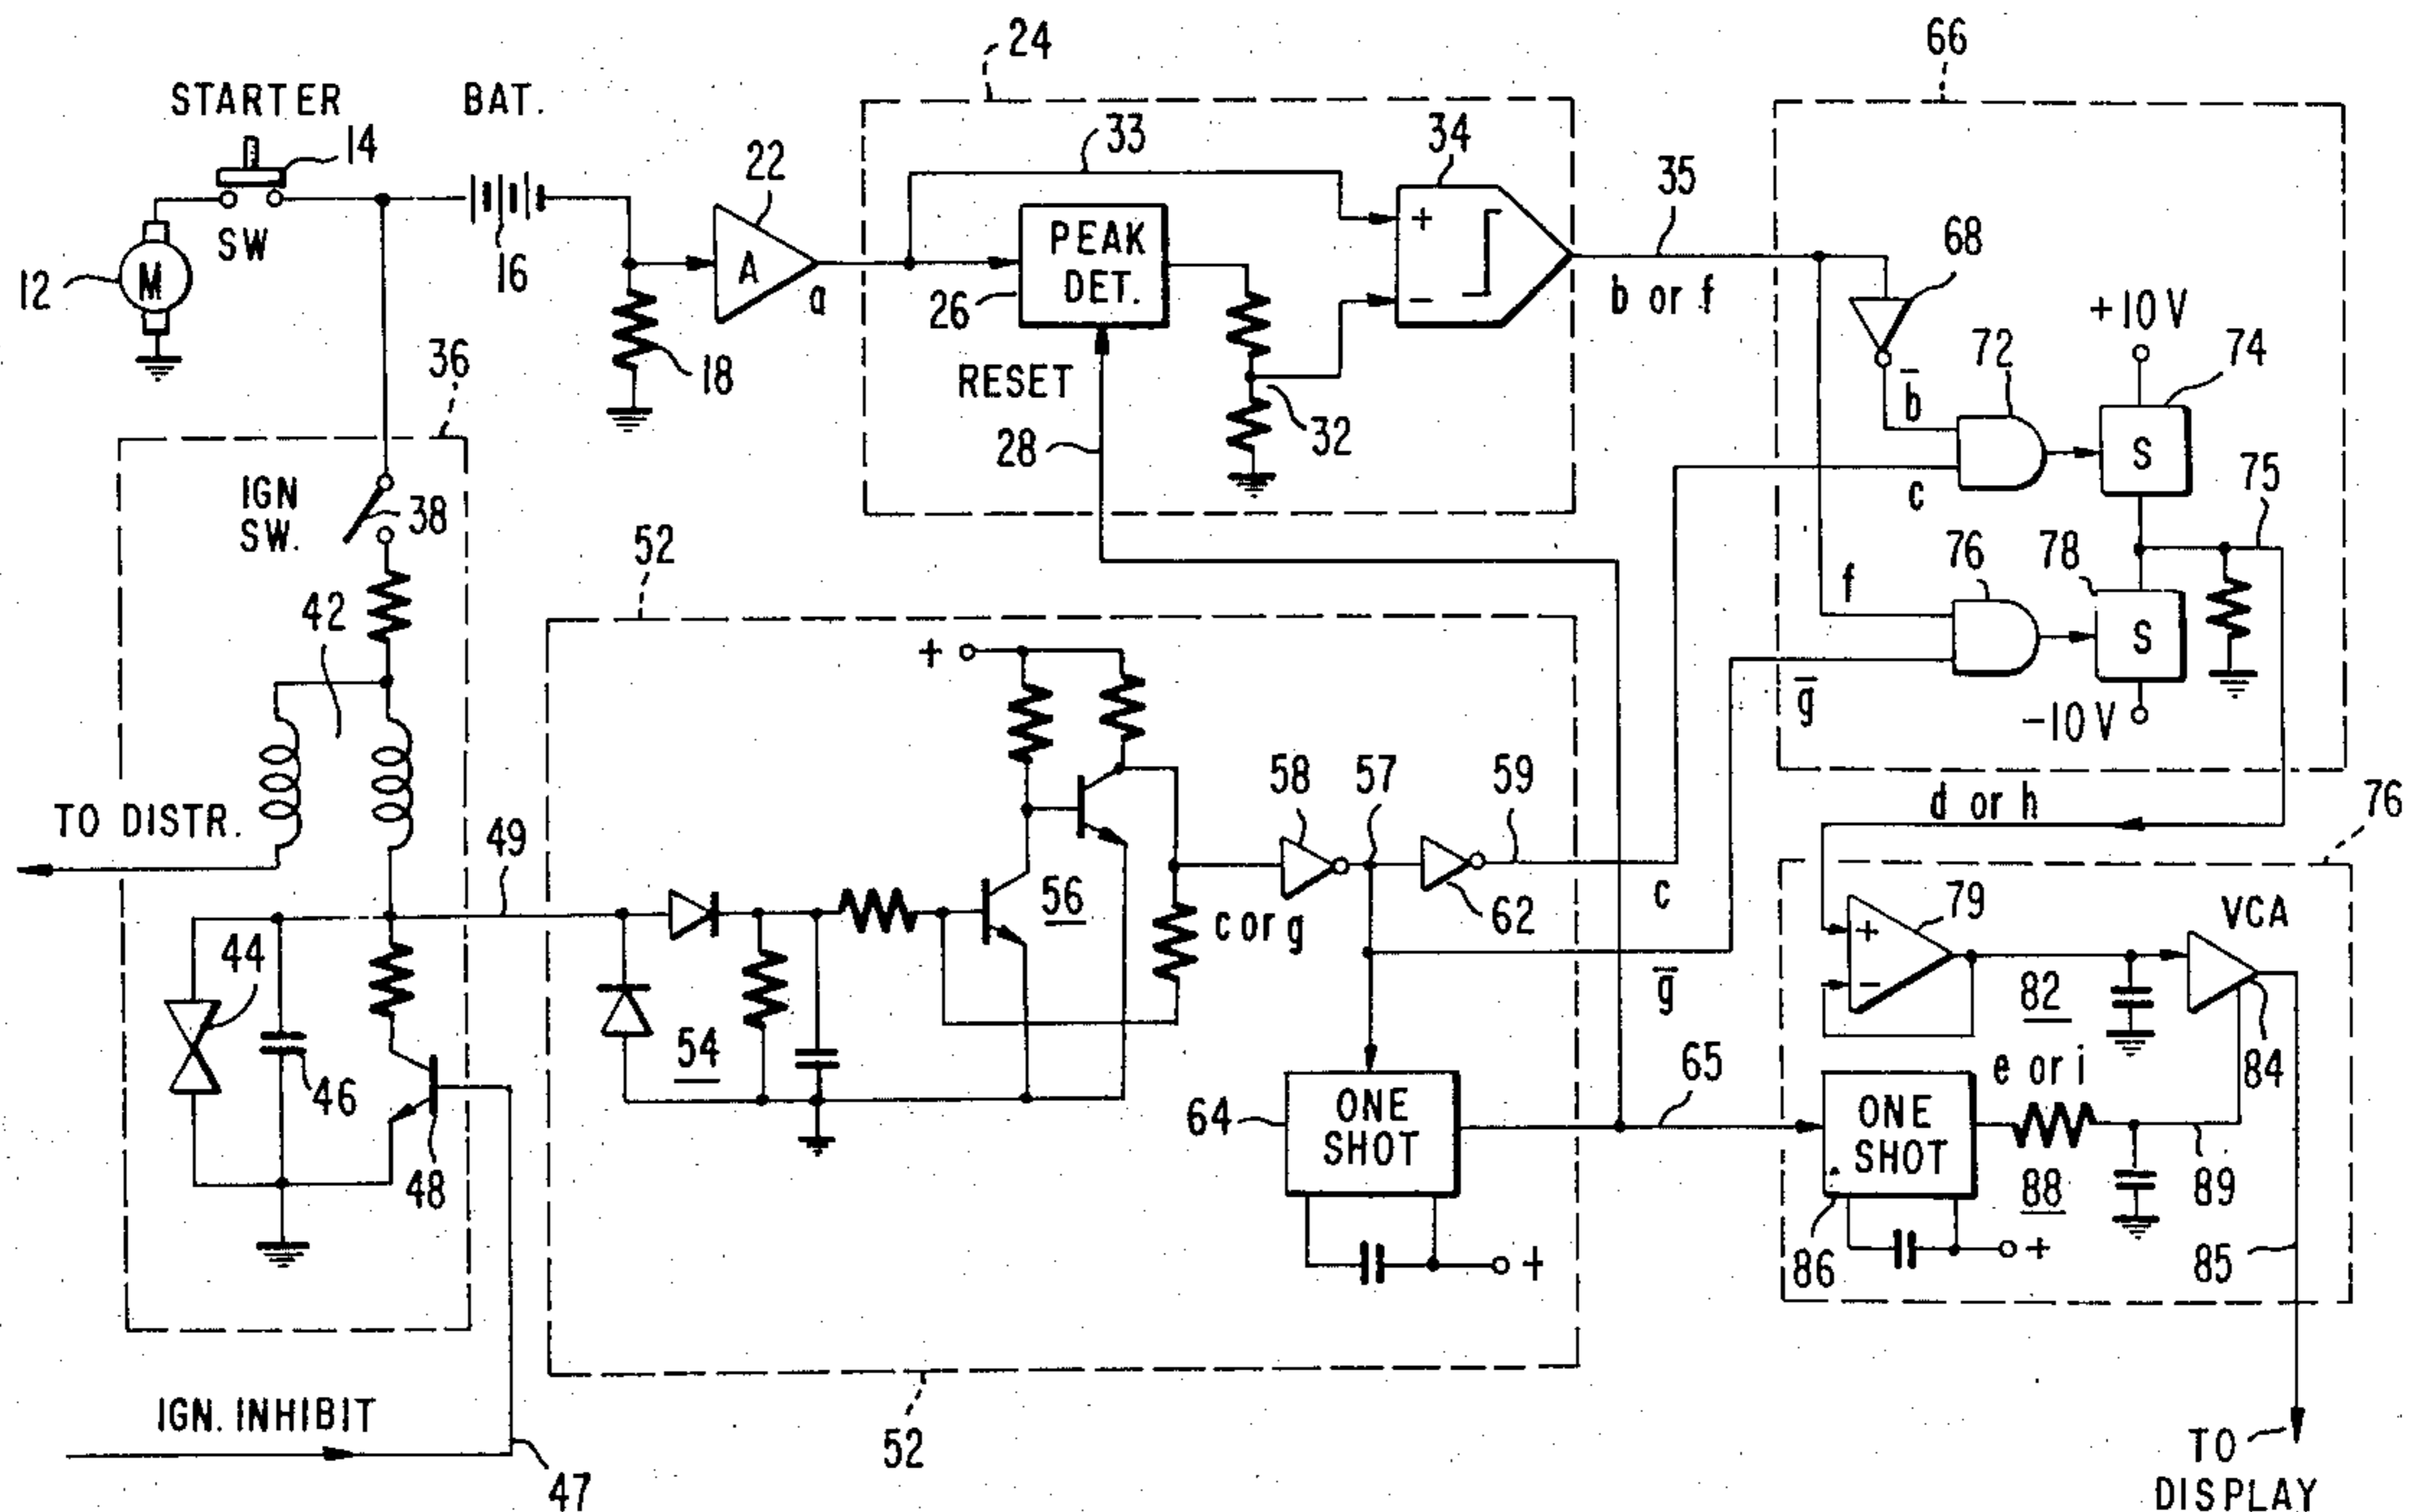 24
66
STARTER
BAT.
14
22
33
34
35
68
SW
12
M
16
A
a
PEAK
DET.
26
+
−
b or f
+10 V
72
74
18
36
RESET
32
28
b̄
S
c
75
IGN
SW.
38
52
76
78
f
S
42
+
ḡ
−10 V
58
57
59
d or h
76
TO DISTR.
49
56
c or g
62
c
79
VCA
+
−
44
54
ḡ
82
84
46
64
ONE
SHOT
65
e or i
ONE
SHOT
48
88
89
+
86
+
85
IGN. INHIBIT
52
47
TO
DISPLAY